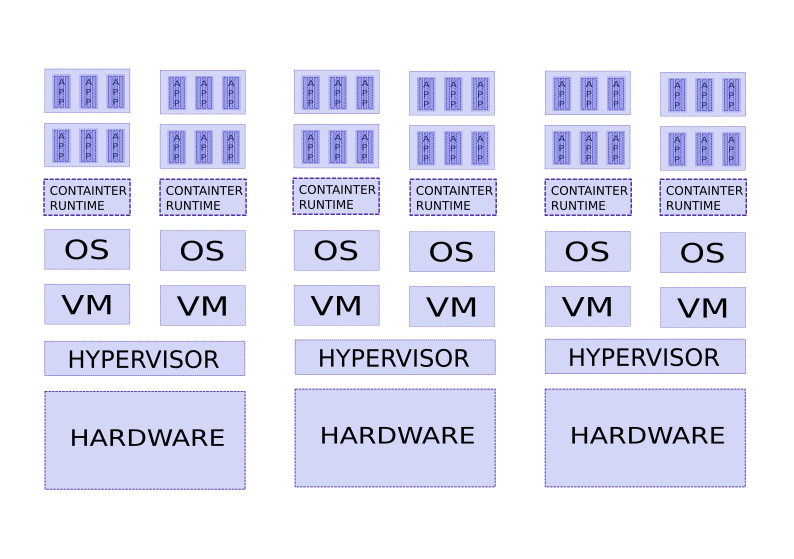 APP APP APP APP APP APP APP APP APP APP APP APP APP APP APP APP APP APP
APP APP APP APP APP APP APP APP APP APP APP APP APP APP APP APP APP APP
CONTAINTER CONTAINTER CONTAINTER CONTAINTER CONTAINTER CONTAINTER
RUNTIME RUNTIME RUNTIME RUNTIME RUNTIME RUNTIME
OS OS OS OS OS OS
VM VM VM VM VM VM
HYPERVISOR HYPERVISOR HYPERVISOR
HARDWARE HARDWARE HARDWARE